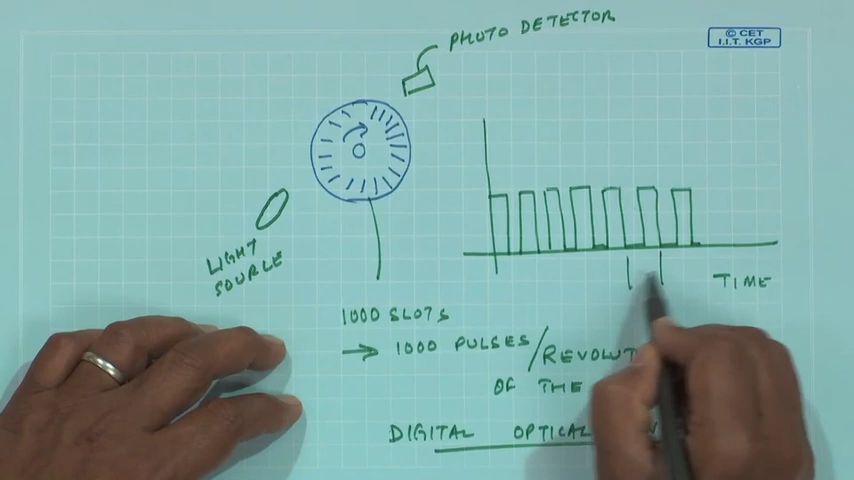 PHOTO DETECTOR
© CET
I.I.T. KGP
LIGHT
SOURCE
TIME
1000 SLOTS
→ 1000 PULSES/REVOLUT
OF THE
DIGITAL OPTICAL